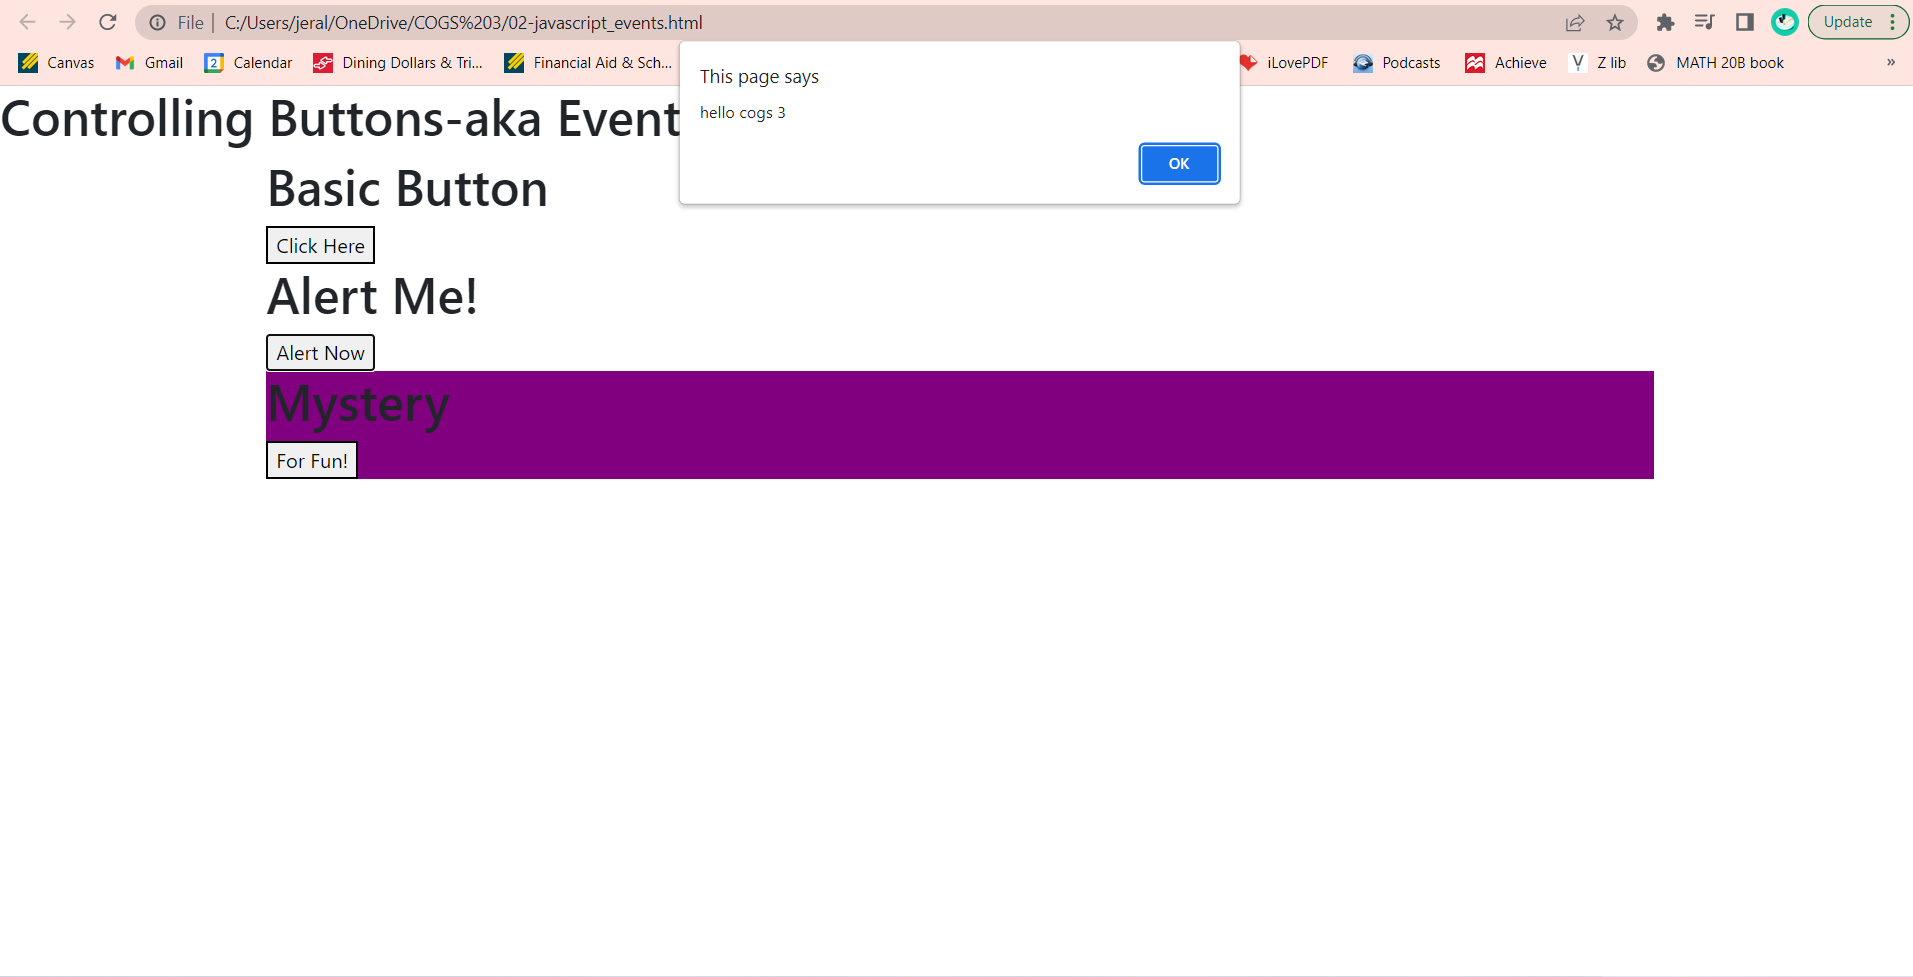 File | C:/Users/jeral/OneDrive/COGS%203/02-javascript_events.html
Update
Canvas Gmail 2 Calendar Dining Dollars & Tri... Financial Aid & Sch... iLovePDF Podcasts Achieve Z lib MATH 20B book »
This page says
hello cogs 3
OK
Controlling Buttons-aka Event
Basic Button
Click Here
Alert Me!
Alert Now
Mystery
For Fun!